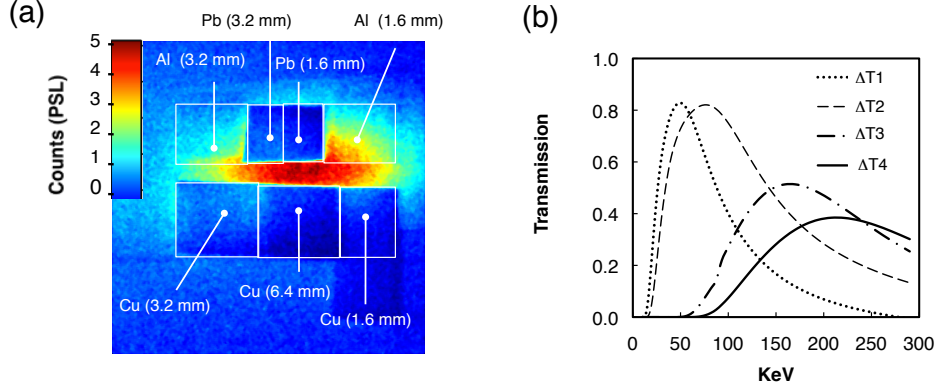 (a)
Pb (3.2 mm)
Al (1.6 mm)
Al (3.2 mm)
Pb (1.6 mm)
Counts (PSL)
5
4
3
2
1
0
Cu (3.2 mm)
Cu (6.4 mm)
Cu (1.6 mm)
(b)
Transmission
1.0
0.8
0.6
0.4
0.2
0.0
0 50 100 150 200 250 300
KeV
ΔT1
ΔT2
ΔT3
ΔT4